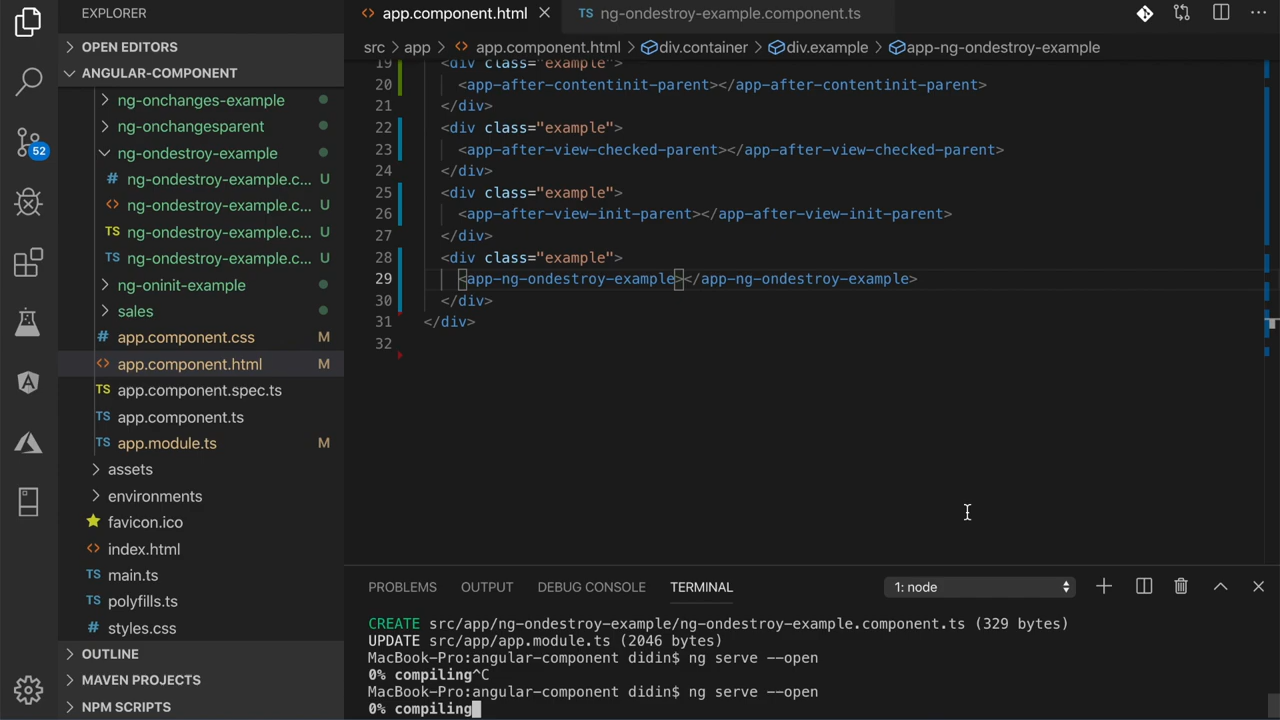 EXPLORER
OPEN EDITORS
ANGULAR-COMPONENT
ng-onchanges-example
ng-onchangesparent
ng-ondestroy-example
# ng-ondestroy-example.c... U
<> ng-ondestroy-example.c... U
TS ng-ondestroy-example.c... U
TS ng-ondestroy-example.c... U
ng-oninit-example
sales
# app.component.css M
<> app.component.html M
TS app.component.spec.ts
TS app.component.ts
TS app.module.ts M
assets
environments
favicon.ico
<> index.html
TS main.ts
TS polyfills.ts
# styles.css
OUTLINE
MAVEN PROJECTS
NPM SCRIPTS
52
<> app.component.html
TS ng-ondestroy-example.component.ts
src > app > <> app.component.html > div.container > div.example > app-ng-ondestroy-example
19 <div class="example">
20 <app-after-contentinit-parent></app-after-contentinit-parent>
21 </div>
22 <div class="example">
23 <app-after-view-checked-parent></app-after-view-checked-parent>
24 </div>
25 <div class="example">
26 <app-after-view-init-parent></app-after-view-init-parent>
27 </div>
28 <div class="example">
29 <app-ng-ondestroy-example></app-ng-ondestroy-example>
30 </div>
31 </div>
32
PROBLEMS OUTPUT DEBUG CONSOLE TERMINAL 1: node
CREATE src/app/ng-ondestroy-example/ng-ondestroy-example.component.ts (329 bytes)
UPDATE src/app/app.module.ts (2046 bytes)
MacBook-Pro:angular-component didin$ ng serve --open
0% compiling^C
MacBook-Pro:angular-component didin$ ng serve --open
0% compiling